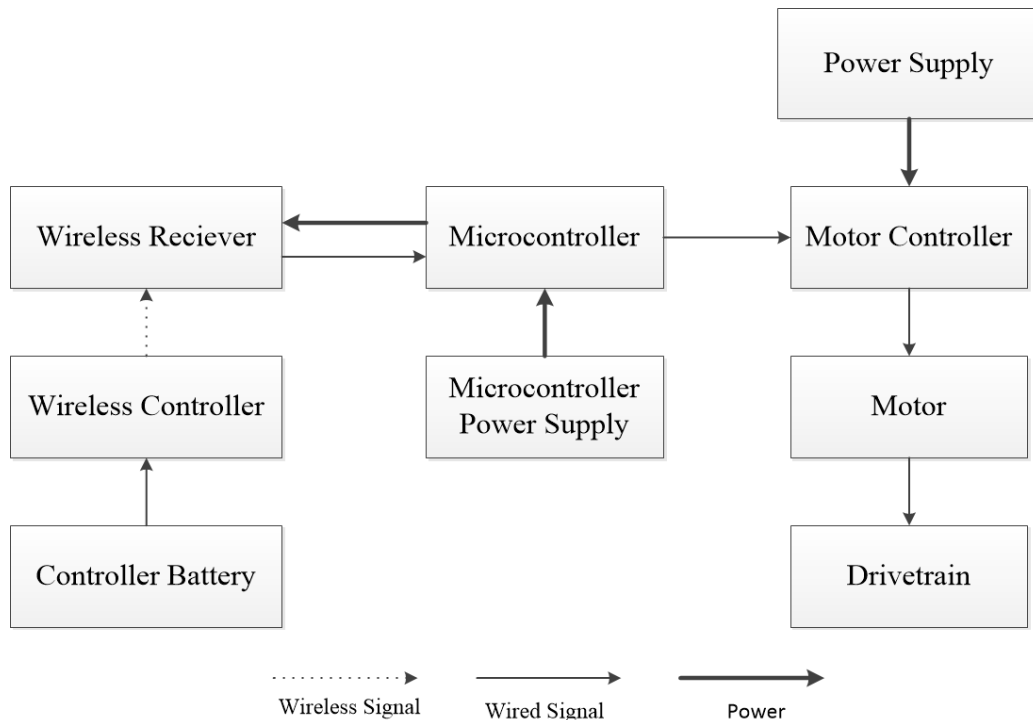 Power Supply
Wireless Reciever
Microcontroller
Motor Controller
Wireless Controller
Microcontroller
Power Supply
Motor
Controller Battery
Drivetrain
Wireless Signal
Wired Signal
Power